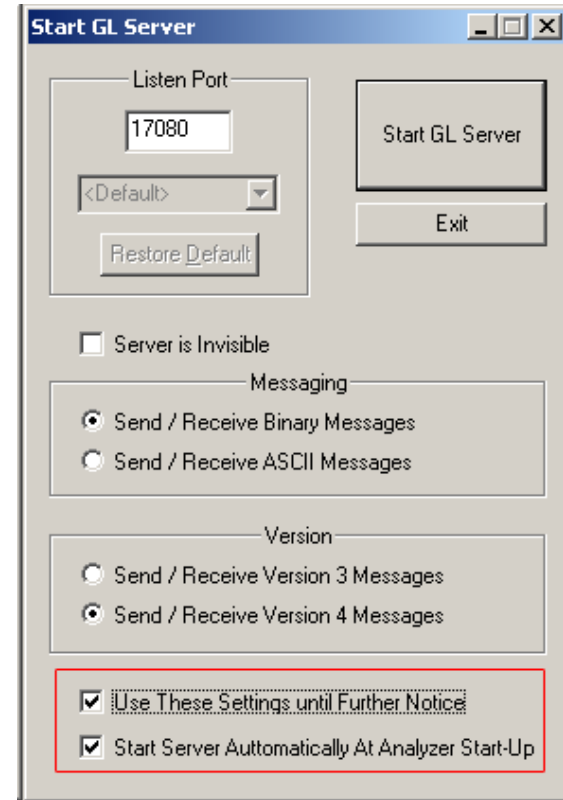 Start GL Server
Listen Port
17080
<Default>
Restore Default
Start GL Server
Exit
Server is Invisible
Messaging
Send / Receive Binary Messages
Send / Receive ASCII Messages
Version
Send / Receive Version 3 Messages
Send / Receive Version 4 Messages
Use These Settings until Further Notice
Start Server Auttomatically At Analyzer Start-Up